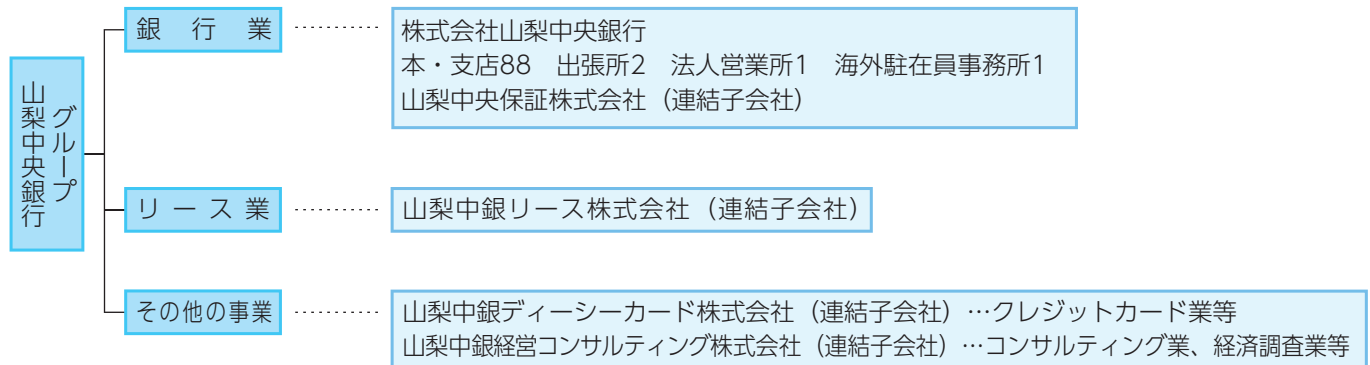 山梨中央銀行
グループ
銀行業
株式会社山梨中央銀行
本・支店88 出張所2 法人営業所1 海外駐在員事務所1
山梨中央保証株式会社（連結子会社）
リース業
山梨中銀リース株式会社（連結子会社）
その他の事業
山梨中銀ディーシーカード株式会社（連結子会社）…クレジットカード業等
山梨中銀経営コンサルティング株式会社（連結子会社）…コンサルティング業、経済調査業等